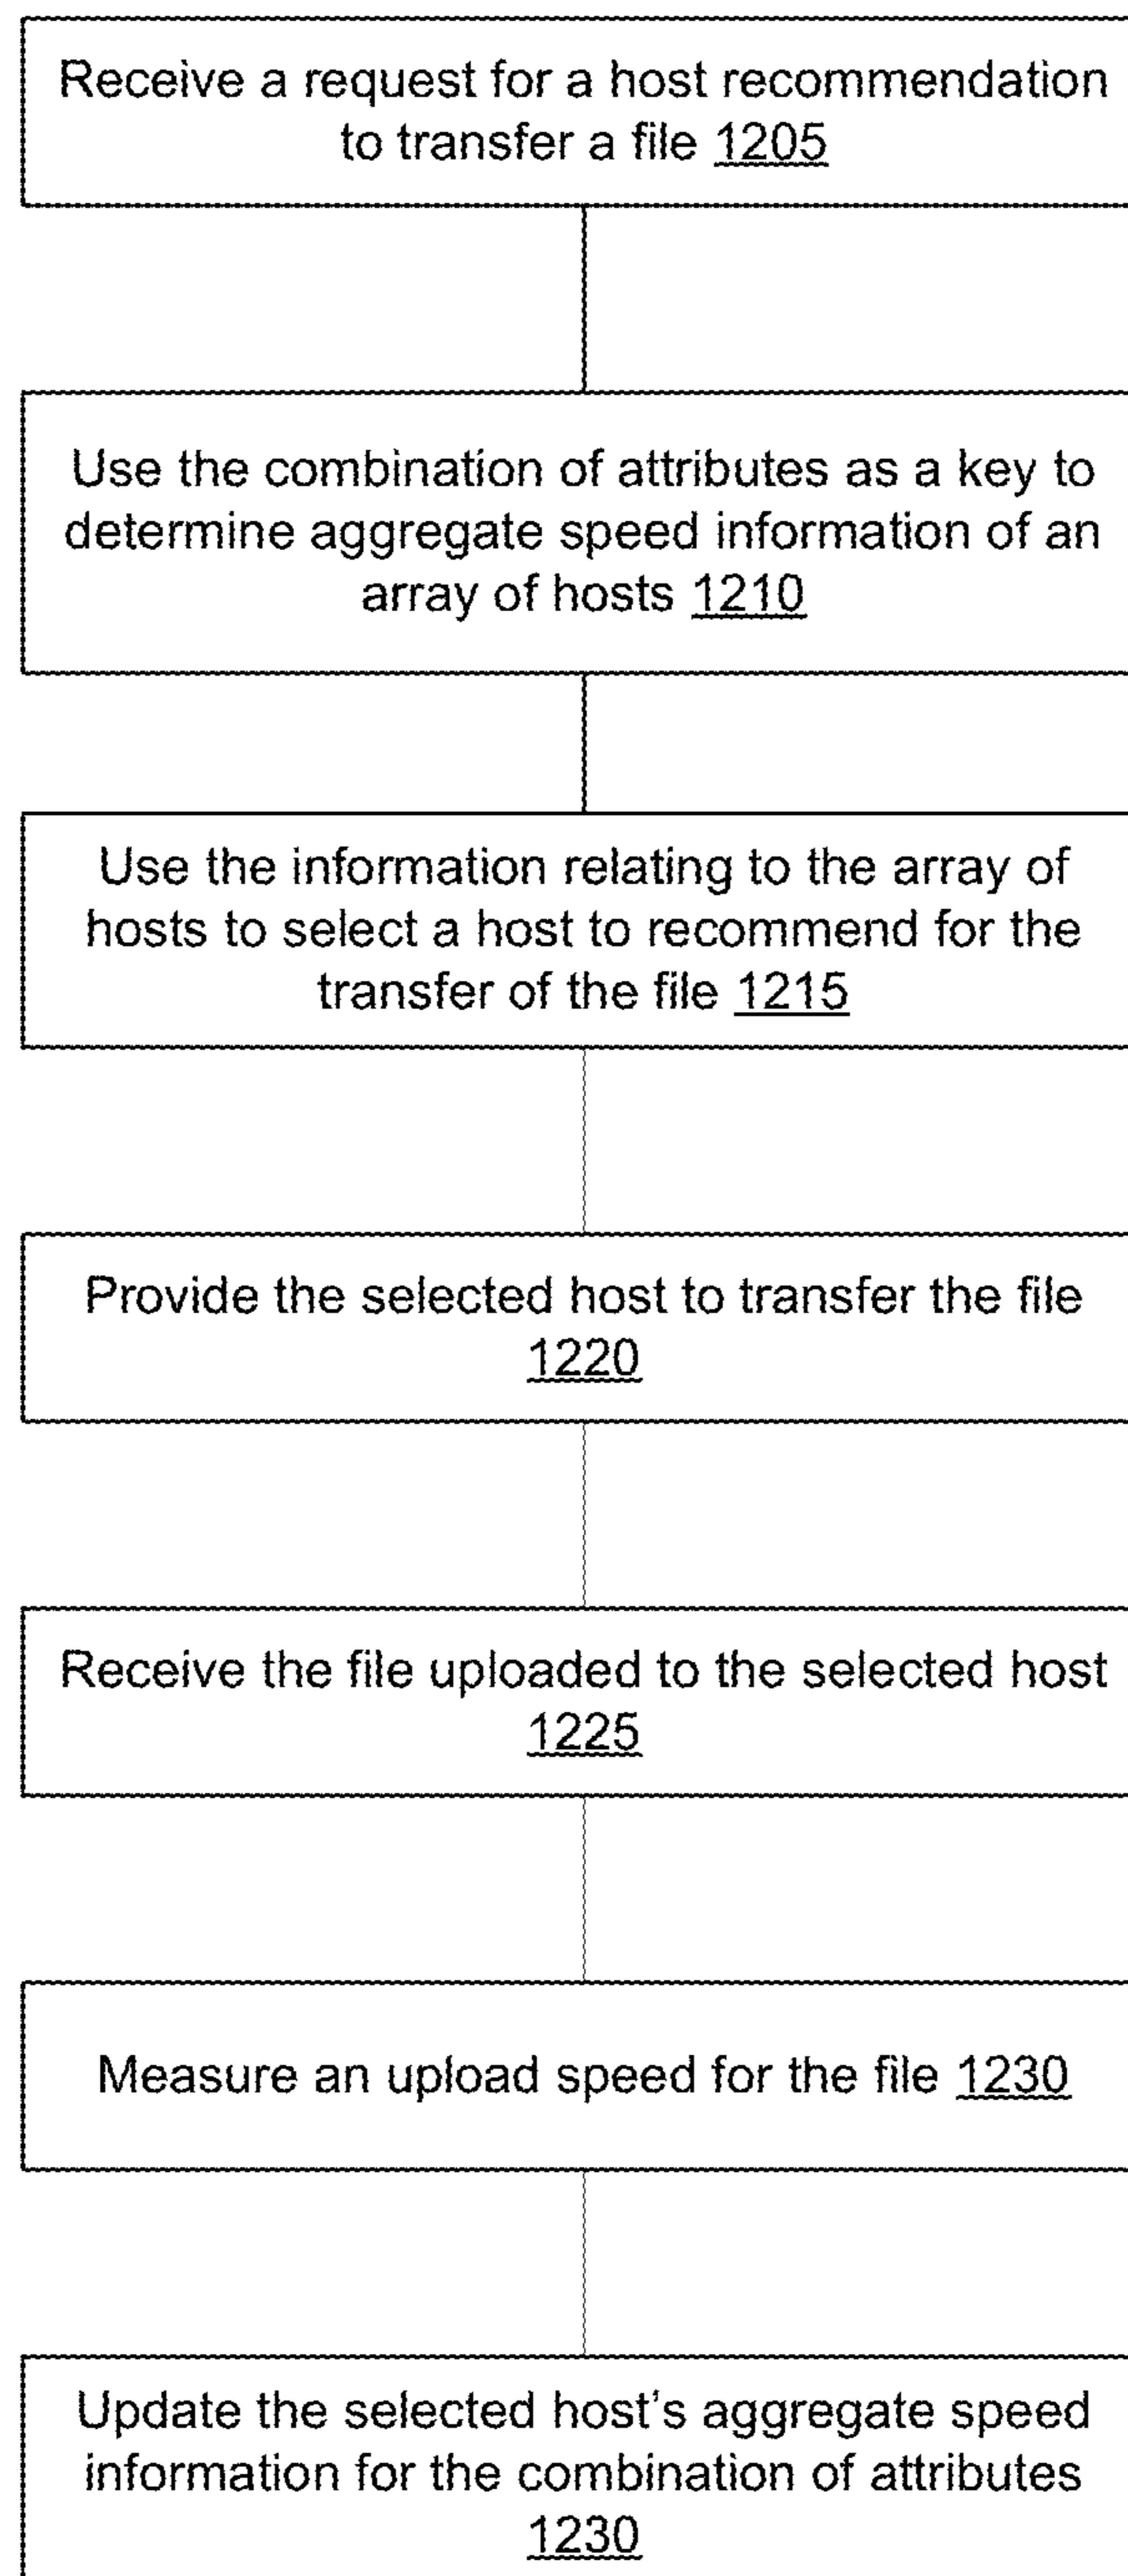 Receive a request for a host recommendation
to transfer a file 1205
Use the combination of attributes as a key to
determine aggregate speed information of an
array of hosts 1210
Use the information relating to the array of
hosts to select a host to recommend for the
transfer of the file 1215
Provide the selected host to transfer the file
1220
Receive the file uploaded to the selected host
1225
Measure an upload speed for the file 1230
Update the selected host's aggregate speed
information for the combination of attributes
1230